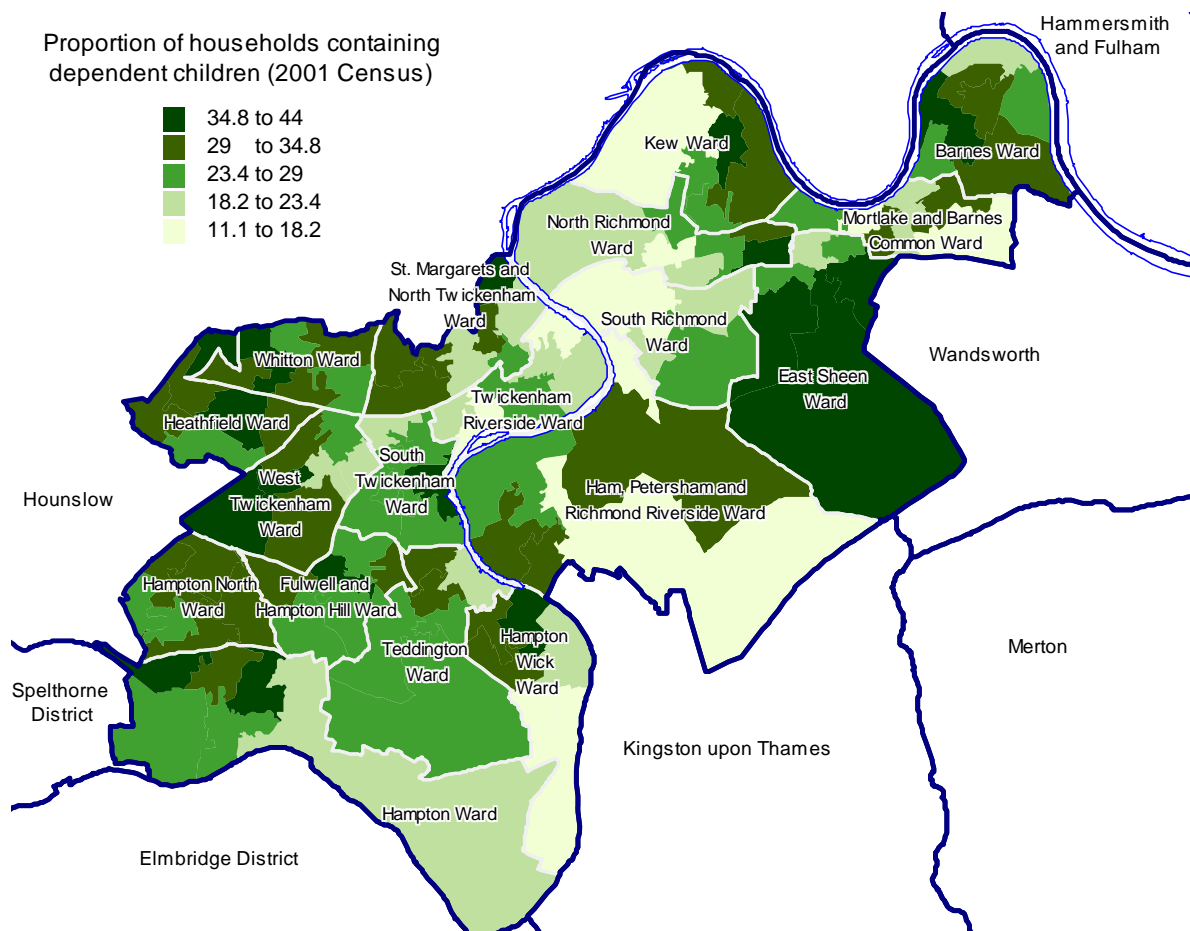 Proportion of households containing
dependent children (2001 Census)
34.8 to 44
29 to 34.8
23.4 to 29
18.2 to 23.4
11.1 to 18.2
Hammersmith
and Fulham
Kew Ward
Barnes Ward
North Richmond
Ward
Mortlake and Barnes
Common Ward
St. Margarets and
North Twickenham
Ward
South Richmond
Ward
Whitton Ward
Wandsworth
East Sheen
Ward
Twickenham
Riverside Ward
Heathfield Ward
South
Twickenham
Ward
West
Twickenham
Ward
Hounslow
Ham, Petersham and
Richmond Riverside Ward
Hampton North
Ward
Fulwell and
Hampton Hill Ward
Teddington
Ward
Hampton
Wick
Ward
Merton
Spelthorne
District
Kingston upon Thames
Hampton Ward
Elmbridge District